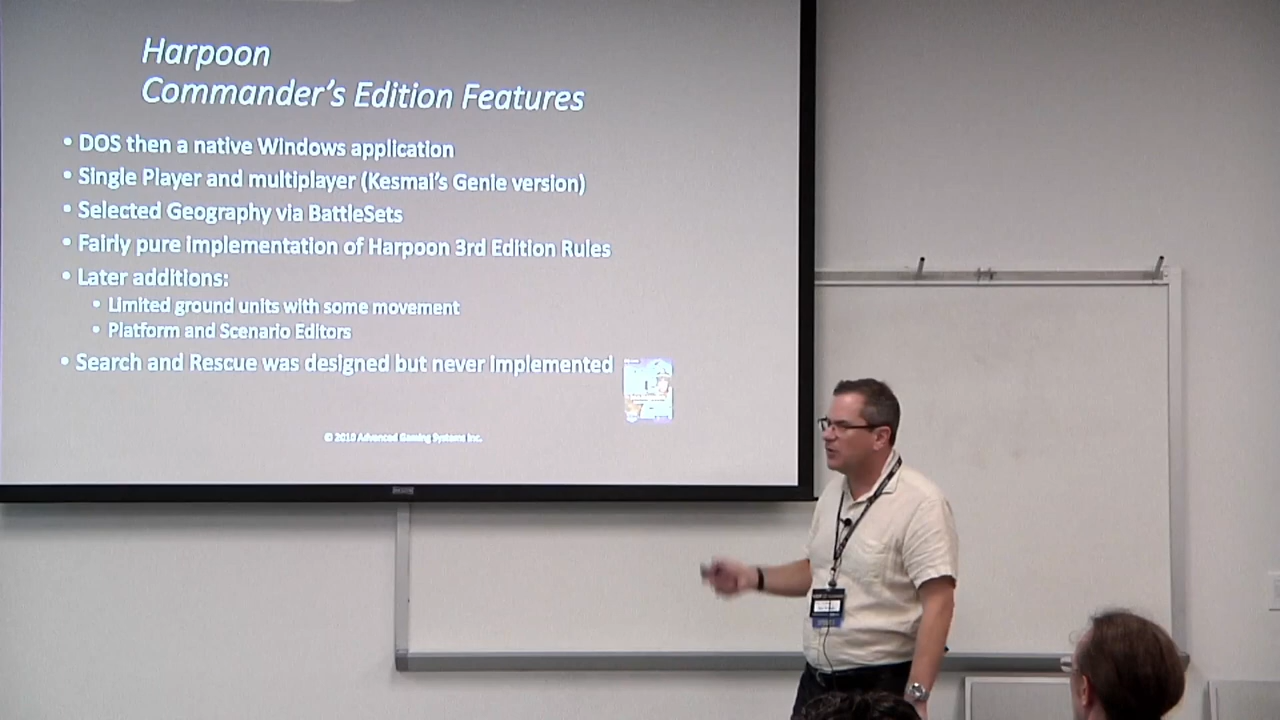 Harpoon
Commander's Edition Features
• DOS then a native Windows application
• Single Player and multiplayer (Kesmai's Genie version)
• Selected Geography via BattleSets
• Fairly pure implementation of Harpoon 3rd Edition Rules
• Later additions:
• Limited ground units with some movement
• Platform and Scenario Editors
• Search and Rescue was designed but never implemented
© 2019 Advanced Gaming Systems Inc.